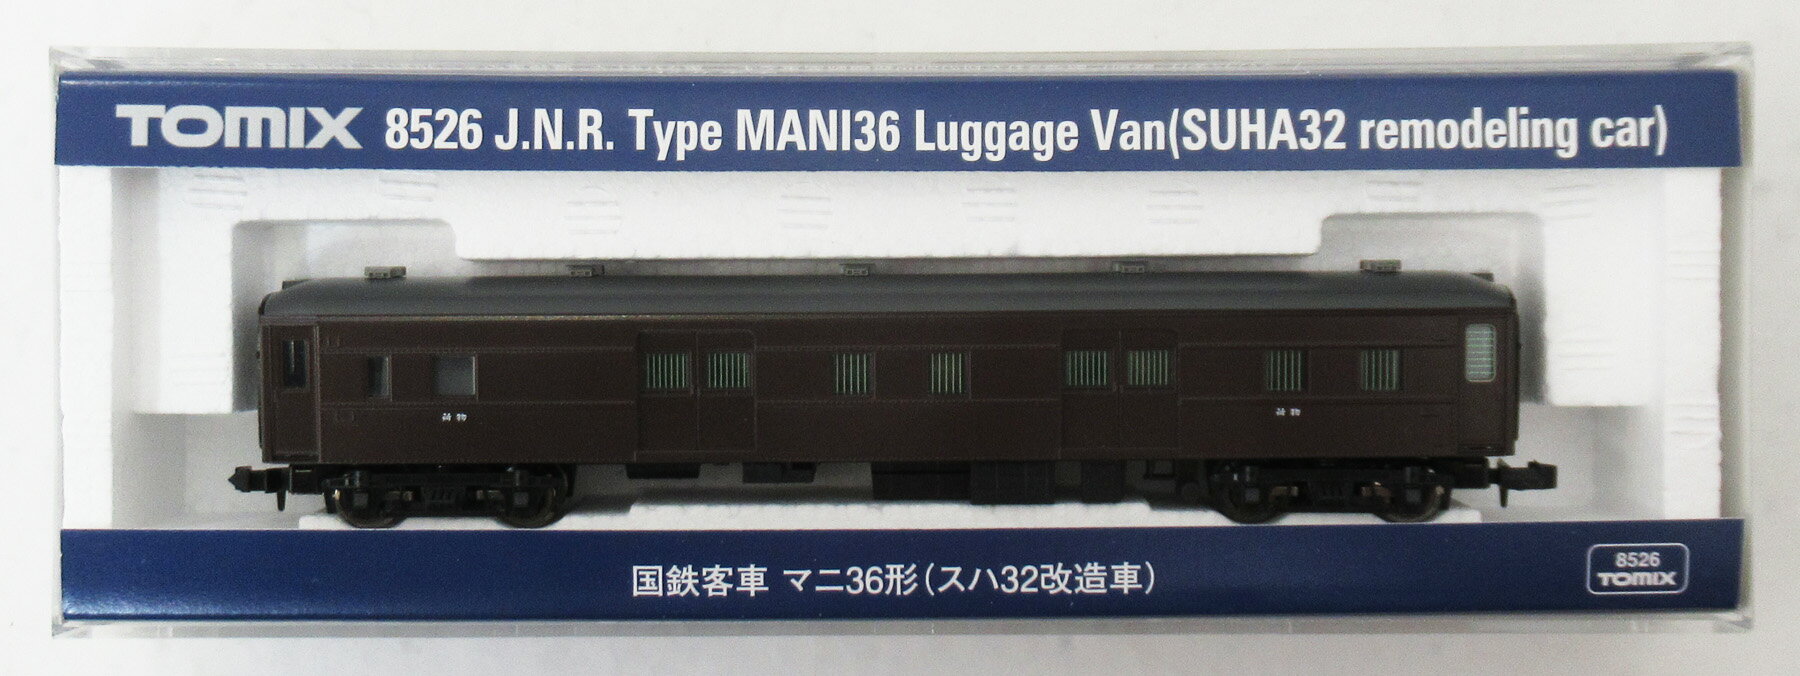 TOMIX 8526 J.N.R. Type MANI36 Luggage Van(SUHA32 remodeling car)
荷物 荷物
国鉄客車 マニ36形(スハ32改造車)
8526
TOMIX